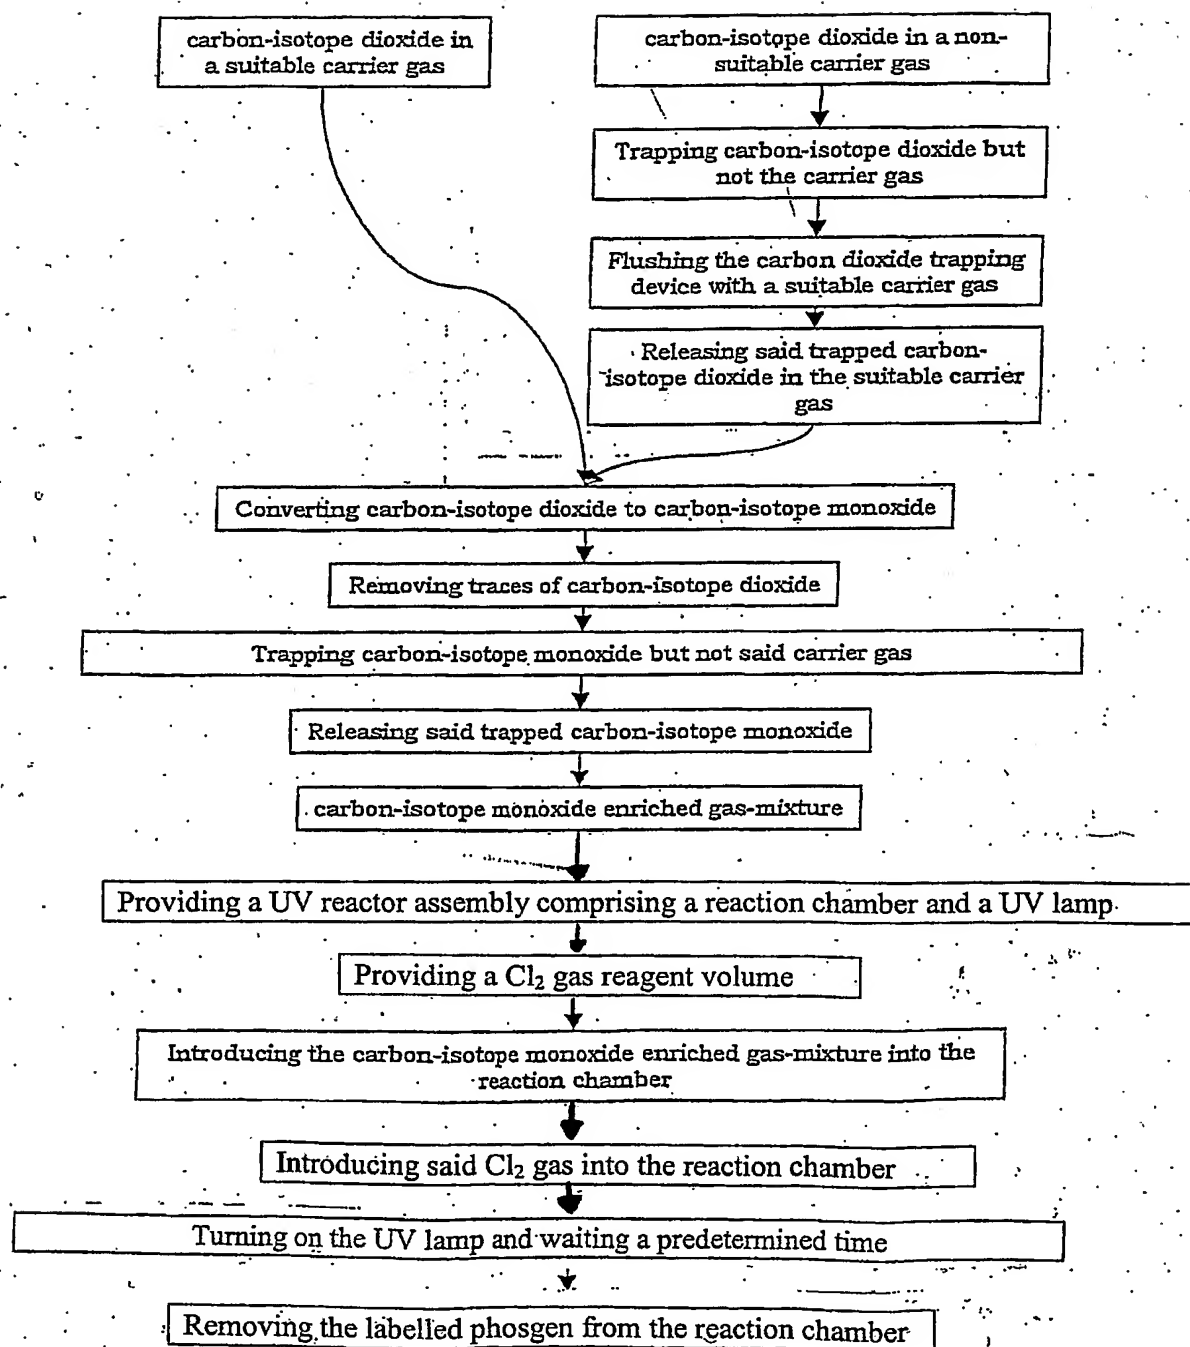 carbon-isotope dioxide in
a suitable carrier gas
carbon-isotope dioxide in a non-
suitable carrier gas
Trapping carbon-isotope dioxide but
not the carrier gas
Flushing the carbon dioxide trapping
device with a suitable carrier gas
Releasing said trapped carbon-
isotope dioxide in the suitable carrier
gas
Converting carbon-isotope dioxide to carbon-isotope monoxide
Removing traces of carbon-isotope dioxide
Trapping carbon-isotope monoxide but not said carrier gas
Releasing said trapped carbon-isotope monoxide
carbon-isotope monoxide enriched gas-mixture
Providing a UV reactor assembly comprising a reaction chamber and a UV lamp
Providing a Cl₂ gas reagent volume
Introducing the carbon-isotope monoxide enriched gas-mixture into the
reaction chamber
Introducing said Cl₂ gas into the reaction chamber
Turning on the UV lamp and waiting a predetermined time
Removing the labelled phosgen from the reaction chamber